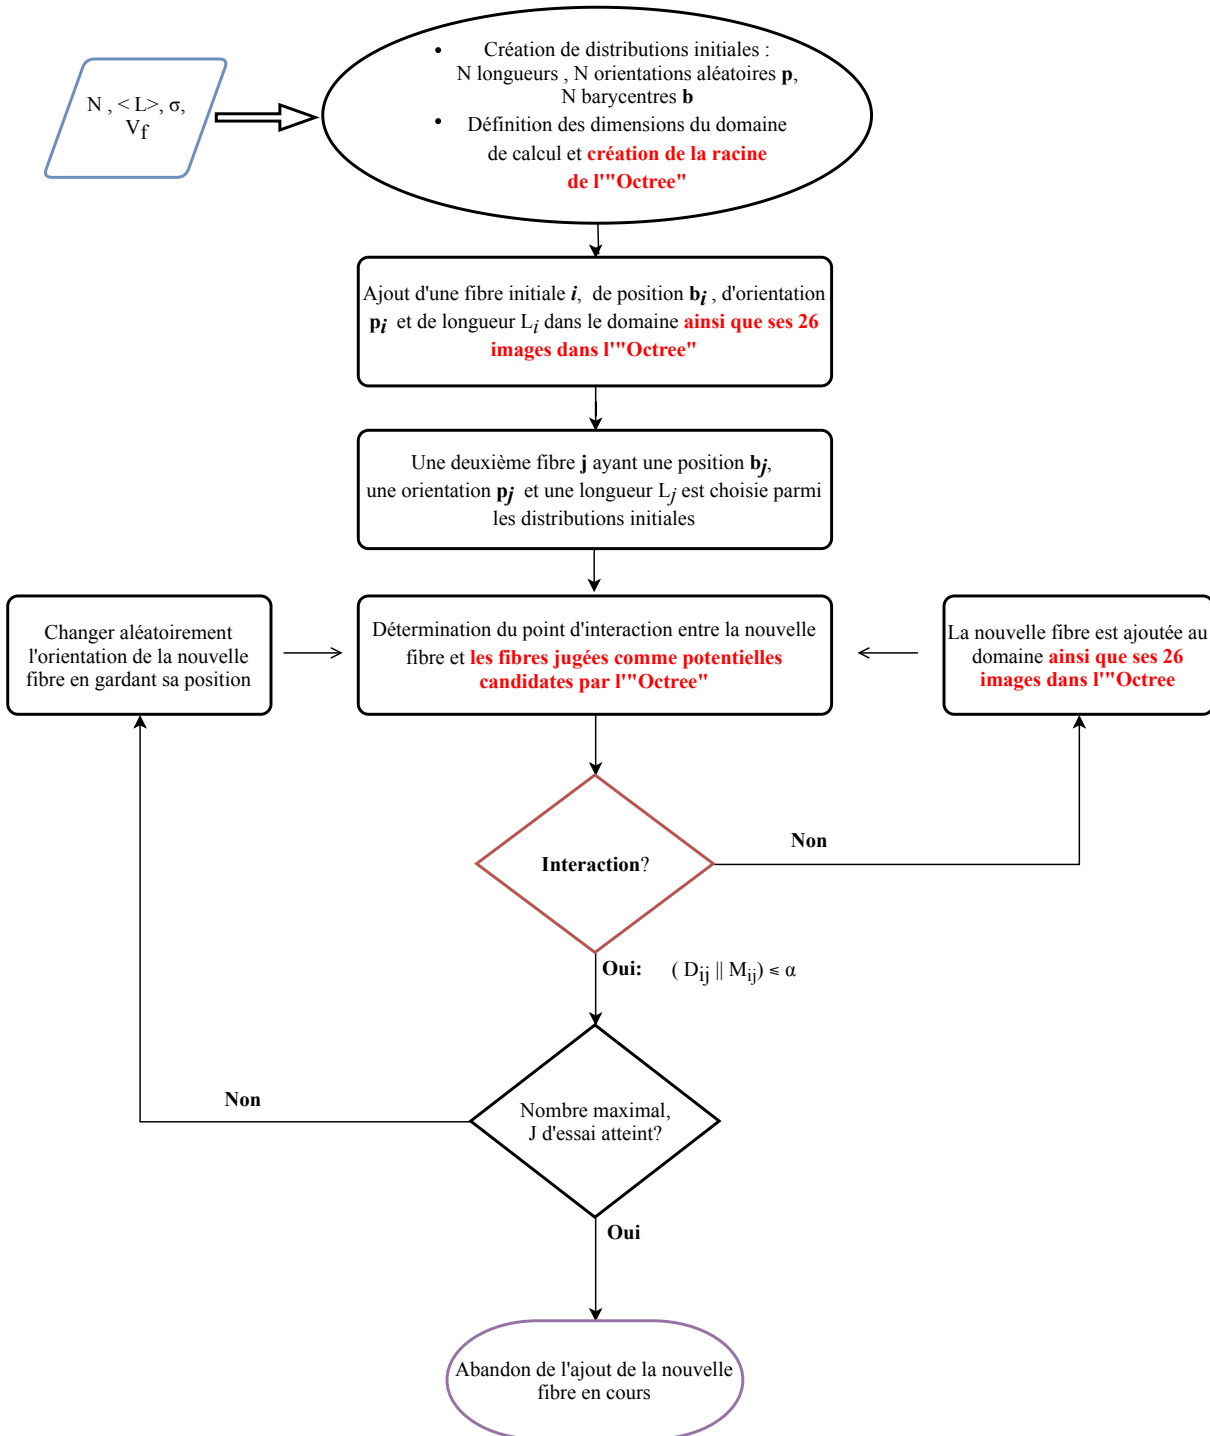 N , < L>, σ,
Vf
• Création de distributions initiales :
N longueurs , N orientations aléatoires p,
N barycentres b
• Définition des dimensions du domaine
de calcul et création de la racine
de l'"Octree"
Ajout d'une fibre initiale i, de position bi , d'orientation
pi et de longueur Li dans le domaine ainsi que ses 26
images dans l'"Octree"
Une deuxième fibre j ayant une position bj,
une orientation pj et une longueur Lj est choisie parmi
les distributions initiales
Changer aléatoirement
l'orientation de la nouvelle
fibre en gardant sa position
Détermination du point d'interaction entre la nouvelle
fibre et les fibres jugées comme potentielles
candidates par l'"Octree"
La nouvelle fibre est ajoutée au
domaine ainsi que ses 26
images dans l'"Octree
Interaction?
Non
Oui: ( Dij || Mij) ⩽ α
Nombre maximal,
J d'essai atteint?
Non
Oui
Abandon de l'ajout de la nouvelle
fibre en cours